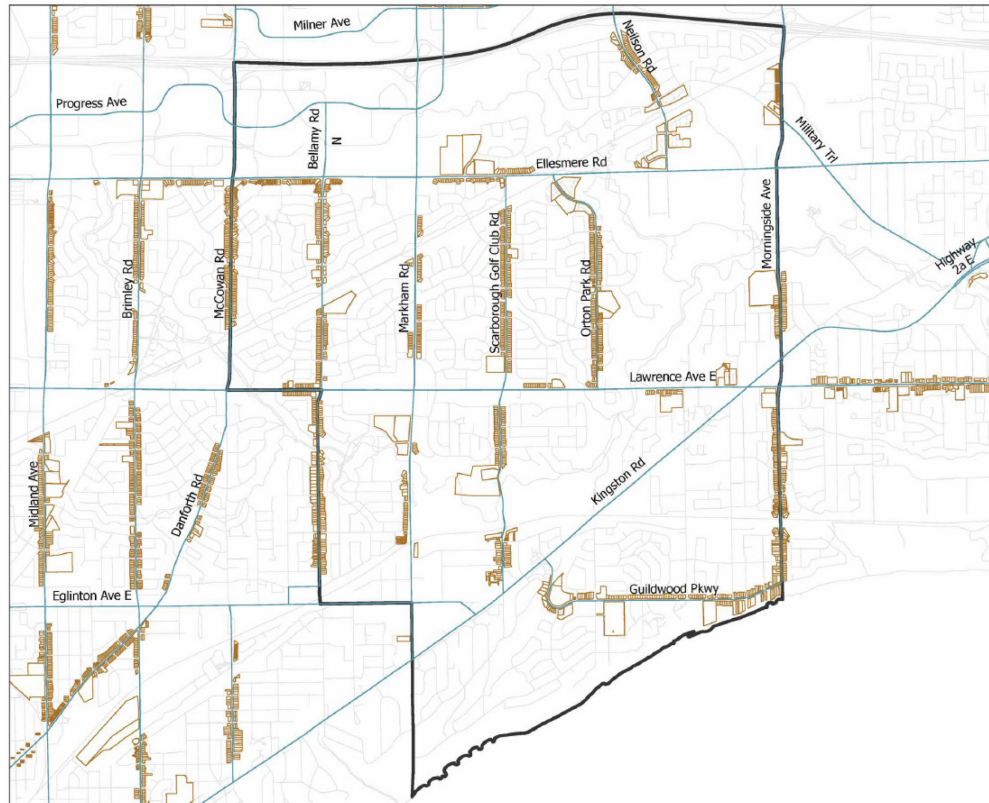 Milner Ave
Neilson Rd
Progress Ave
Bellamy Rd
N
Military Trl
Ellesmere Rd
Brimley Rd
McCowan Rd
Markham Rd
Scarborough Golf Club Rd
Orton Park Rd
Morningside Ave
Highway
2a E
Lawrence Ave E
Midland Ave
Danforth Rd
Kingston Rd
Eglinton Ave E
Guildwood Pkwy